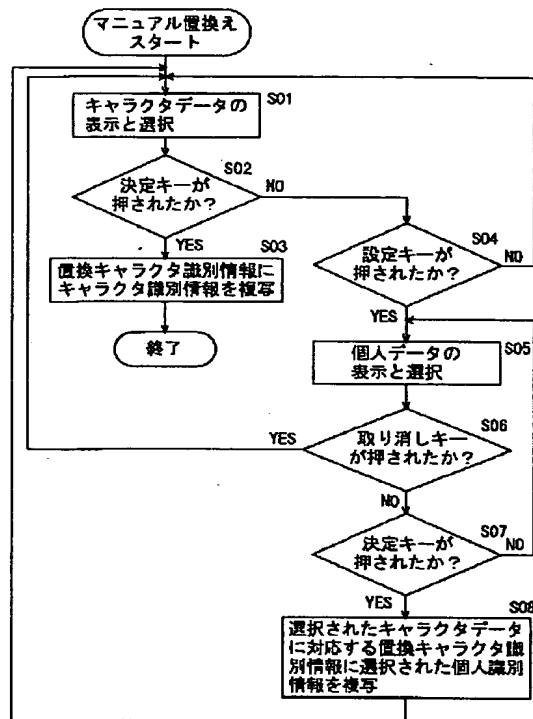 マニュアル置換え
スタート
S01
キャラクタデータの
表示と選択
S02
決定キーが
押されたか？
NO
YES
S03
置換キャラクタ識別情報に
キャラクタ識別情報を複写
終了
S04
設定キーが
押されたか？
NO
YES
S05
個人データの
表示と選択
S06
取り消しキー
が押されたか？
YES
NO
S07
決定キーが
押されたか？
NO
YES
S08
選択されたキャラクタデータ
に対応する置換キャラクタ識
別情報に選択された個人識別
情報を複写